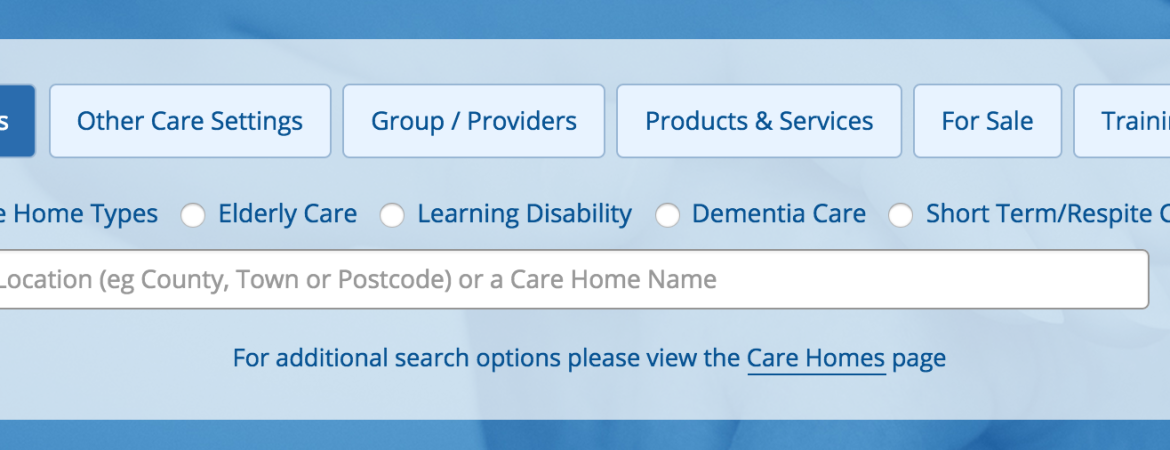 s Other Care Settings Group / Providers Products & Services For Sale Traini
e Home Types Elderly Care Learning Disability Dementia Care Short Term/Respite C
Location (eg County, Town or Postcode) or a Care Home Name
For additional search options please view the Care Homes page